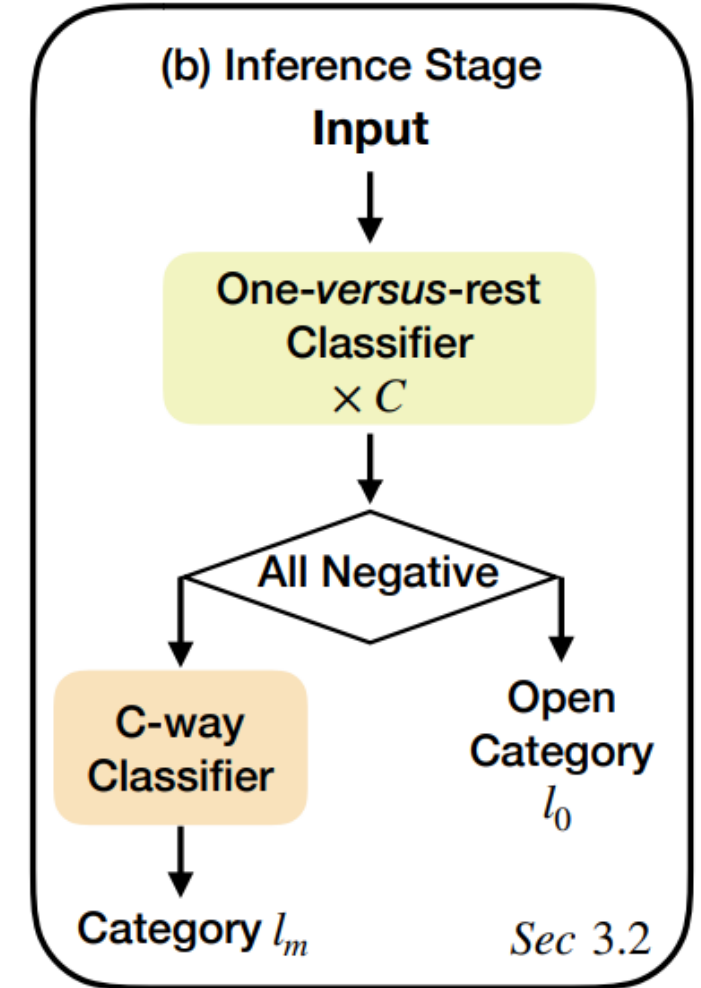 (b) Inference Stage
Input
One-versus-rest
Classifier
× C
All Negative
C-way
Classifier
Open
Category
l₀
Category lₘ
Sec 3.2